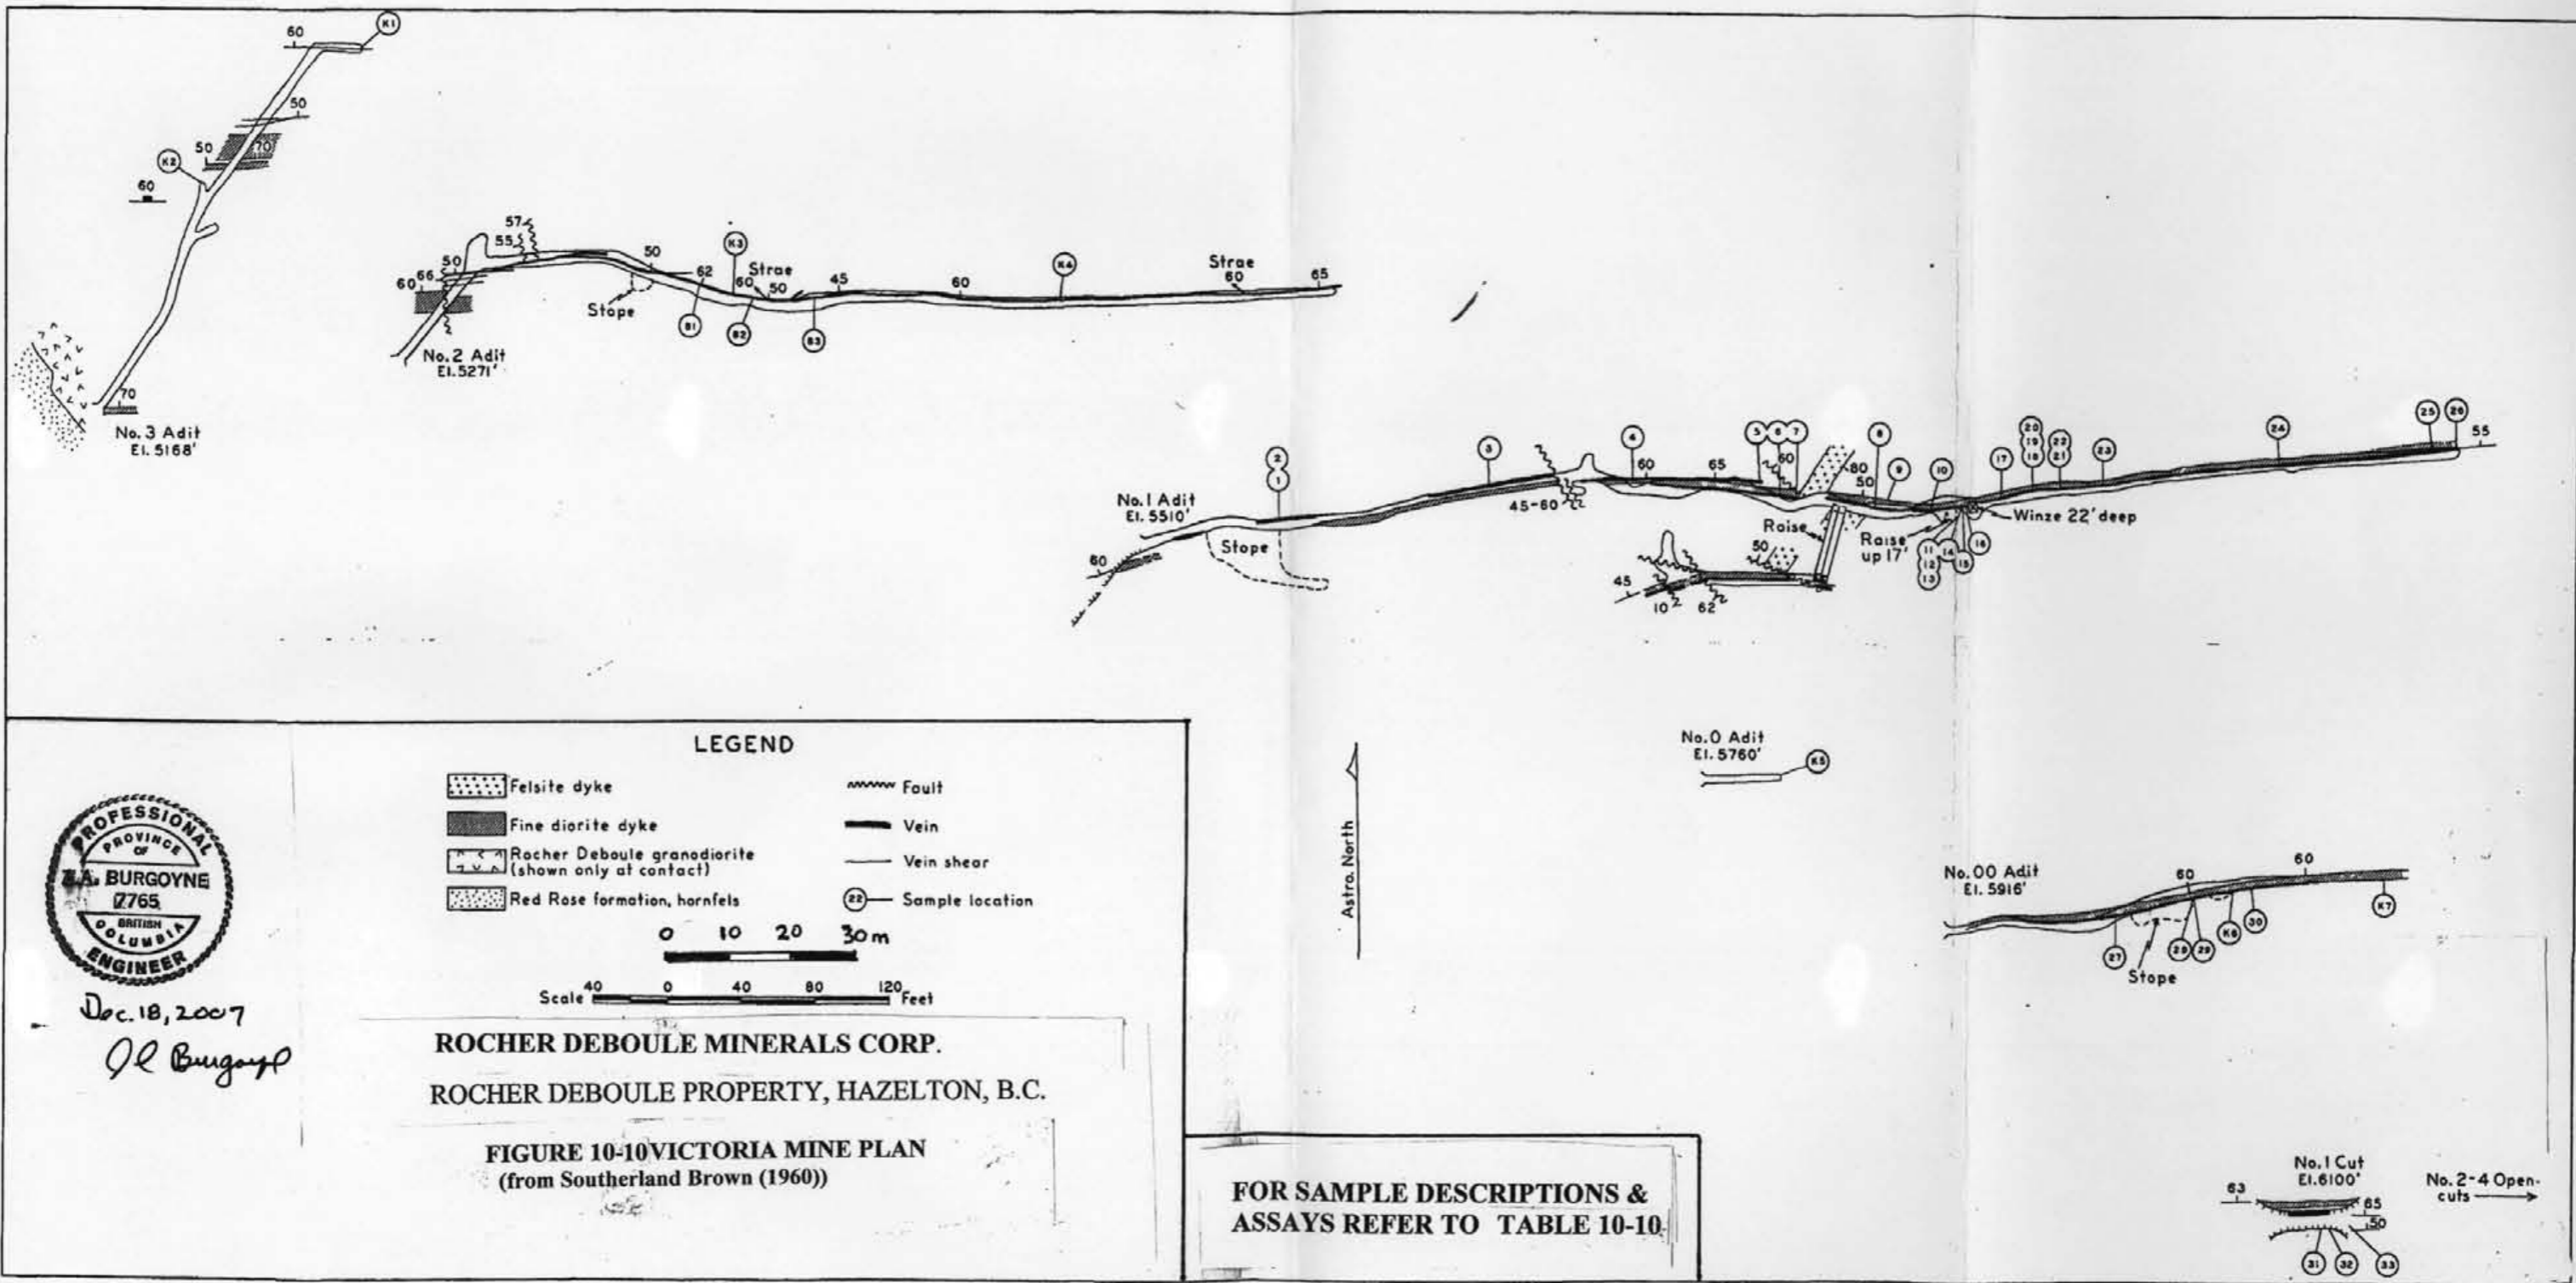 60
K1
50
50
70
K2
60
70
No. 3 Adit
El. 5168'
57
55
50
66
60
50
62
K3
60
Strae
50
45
60
K4
Strae
60
65
Stope
81
82
83
No. 2 Adit
El. 5271'
No. 1 Adit
El. 5510'
60
2
1
Stope
3
45-60
4
60
65
5
6
7
60
80
50
8
9
10
17
20
19
18
22
21
23
24
25
26
55
Winze 22' deep
Raise
Raise
up 17'
11
12
13
14
15
16
50
45
10
62
No. 0 Adit
El. 5760'
K5
No. 00 Adit
El. 5916'
60
60
27
Stope
28
29
K6
30
K7
No. 1 Cut
El. 6100'
63
65
50
31
32
33
No. 2-4 Open-
cuts
Astro. North
LEGEND
Felsite dyke
Fine diorite dyke
Rocher Deboule granodiorite
(shown only at contact)
Red Rose formation, hornfels
Fault
Vein
Vein shear
22 Sample location
0 10 20 30 m
Scale 40 0 40 80 120 Feet
PROFESSIONAL
PROVINCE
OF
A. BURGOYNE
7765
BRITISH
COLUMBIA
ENGINEER
Dec. 18, 2007
Burgoyne
ROCHER DEBOULE MINERALS CORP.
ROCHER DEBOULE PROPERTY, HAZELTON, B.C.
FIGURE 10-10 VICTORIA MINE PLAN
(from Southerland Brown (1960))
FOR SAMPLE DESCRIPTIONS &
ASSAYS REFER TO TABLE 10-10